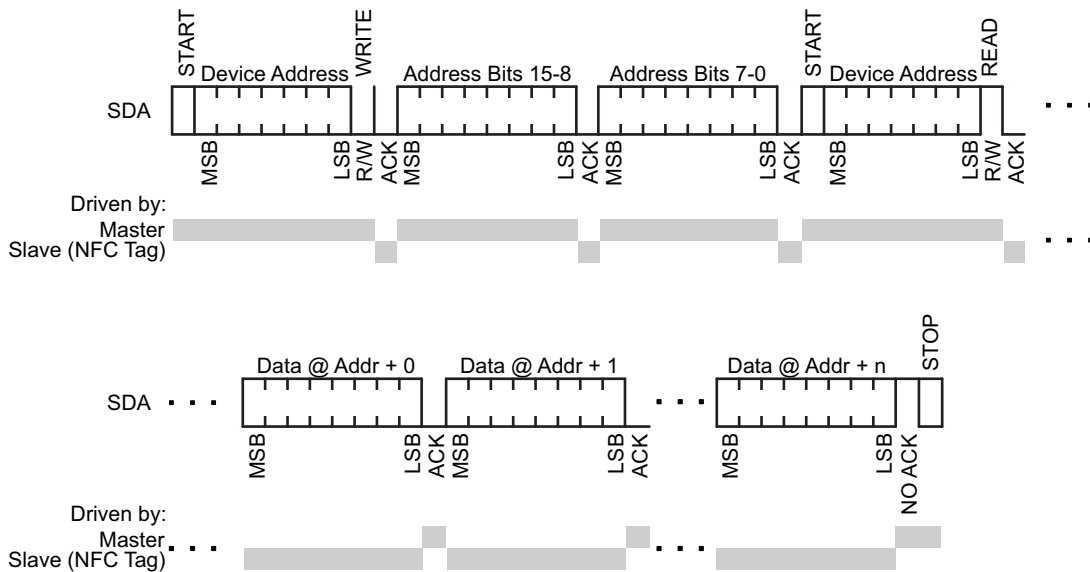 START
WRITE
START
READ
Device Address
Address Bits 15-8
Address Bits 7-0
Device Address
SDA
MSB
LSB
R/W
ACK
MSB
LSB
ACK
MSB
LSB
ACK
MSB
LSB
R/W
ACK
Driven by:
Master
Slave (NFC Tag)
STOP
Data @ Addr + 0
Data @ Addr + 1
Data @ Addr + n
SDA
MSB
LSB
ACK
MSB
LSB
ACK
MSB
LSB
NO ACK
Driven by:
Master
Slave (NFC Tag)